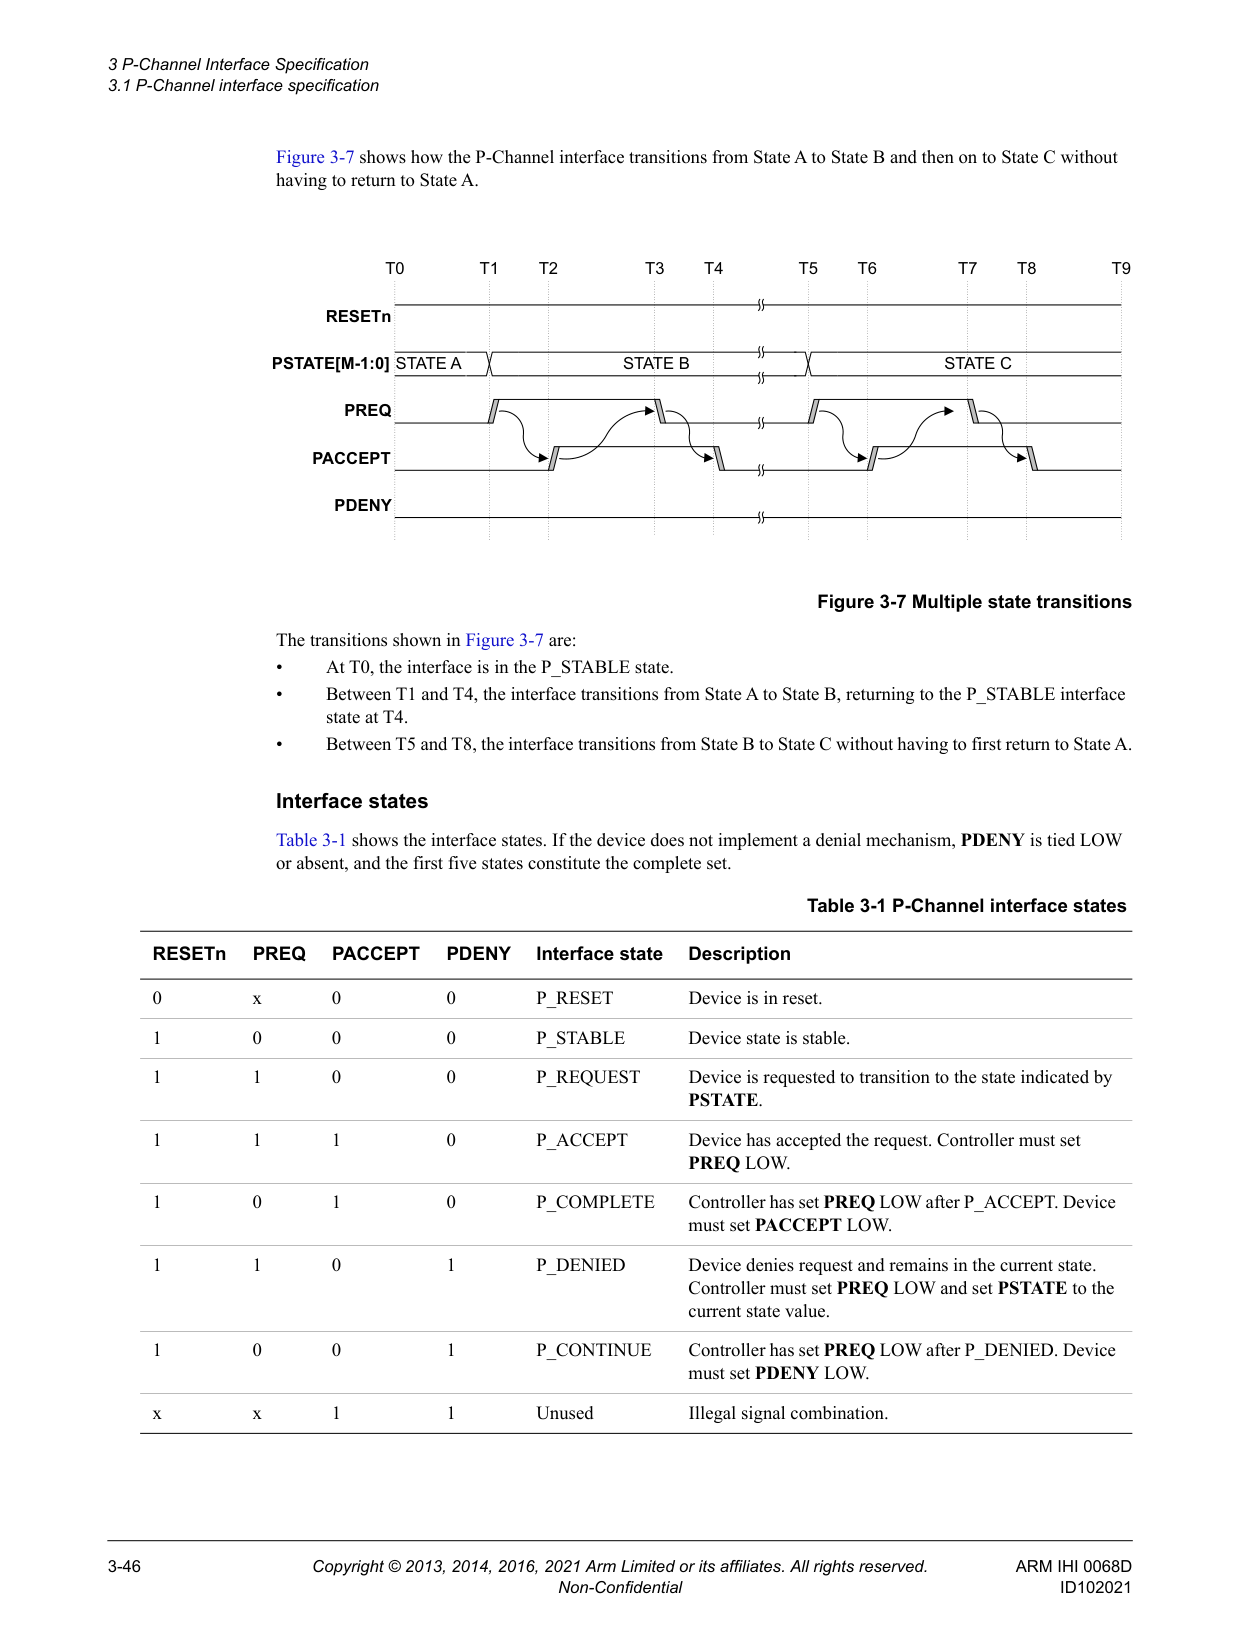 3 P-Channel Interface Specification
3.1 P-Channel interface specification
Figure 3-7 shows how the P-Channel interface transitions from State A to State B and then on to State C without
having to return to State A.
T0 T1 T2 T3 T4 T5 T6 T7 T8 T9
RESETn
PSTATE[M-1:0] STATE A STATE B STATE C
PREQ
PACCEPT
PDENY
Figure 3-7 Multiple state transitions
The transitions shown in Figure 3-7 are:
• At T0, the interface is in the P_STABLE state.
• Between T1 and T4, the interface transitions from State A to State B, returning to the P_STABLE interface
state at T4.
• Between T5 and T8, the interface transitions from State B to State C without having to first return to State A.
Interface states
Table 3-1 shows the interface states. If the device does not implement a denial mechanism, PDENY is tied LOW
or absent, and the first five states constitute the complete set.
Table 3-1 P-Channel interface states
RESETn PREQ PACCEPT PDENY Interface state Description
0 x 0 0 P_RESET Device is in reset.
1 0 0 0 P_STABLE Device state is stable.
1 1 0 0 P_REQUEST Device is requested to transition to the state indicated by
PSTATE.
1 1 1 0 P_ACCEPT Device has accepted the request. Controller must set
PREQ LOW.
1 0 1 0 P_COMPLETE Controller has set PREQ LOW after P_ACCEPT. Device
must set PACCEPT LOW.
1 1 0 1 P_DENIED Device denies request and remains in the current state.
Controller must set PREQ LOW and set PSTATE to the
current state value.
1 0 0 1 P_CONTINUE Controller has set PREQ LOW after P_DENIED. Device
must set PDENY LOW.
x x 1 1 Unused Illegal signal combination.
3-46 Copyright © 2013, 2014, 2016, 2021 Arm Limited or its affiliates. All rights reserved. ARM IHI 0068D
Non-Confidential ID102021